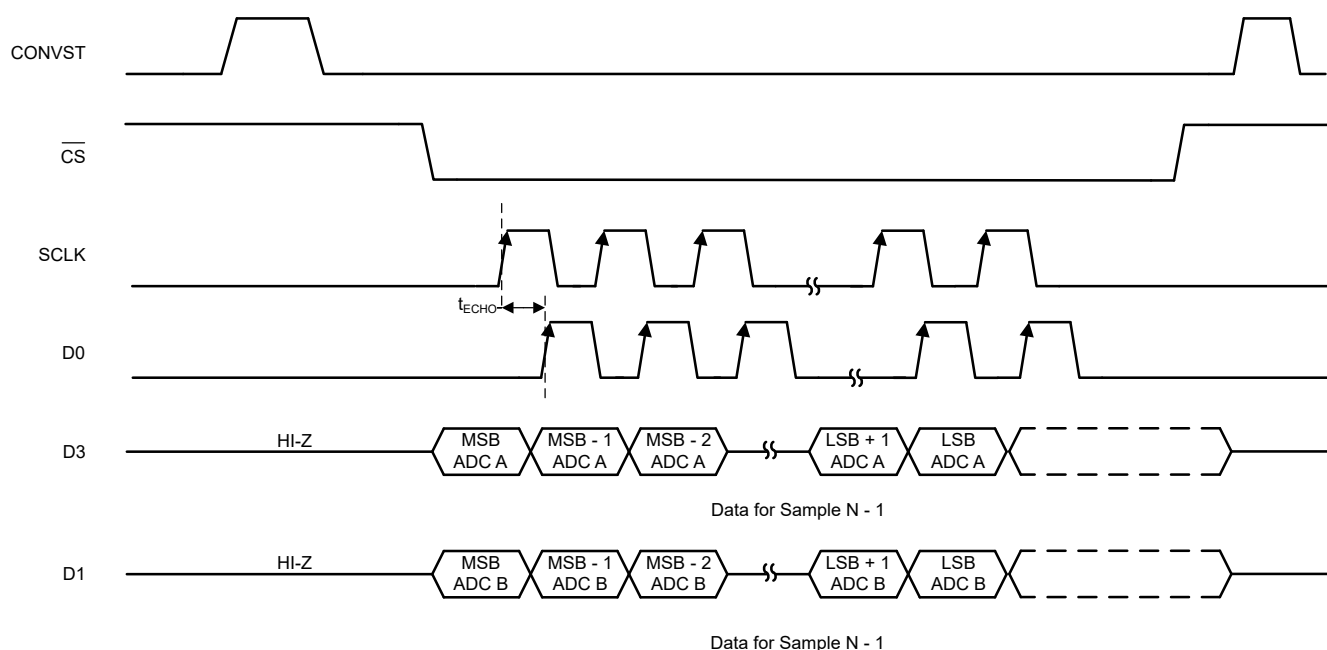 CONVST
CS
SCLK
tECHO
D0
D3
HI-Z
MSB
ADC A
MSB - 1
ADC A
MSB - 2
ADC A
LSB + 1
ADC A
LSB
ADC A
Data for Sample N - 1
D1
HI-Z
MSB
ADC B
MSB - 1
ADC B
MSB - 2
ADC B
LSB + 1
ADC B
LSB
ADC B
Data for Sample N - 1